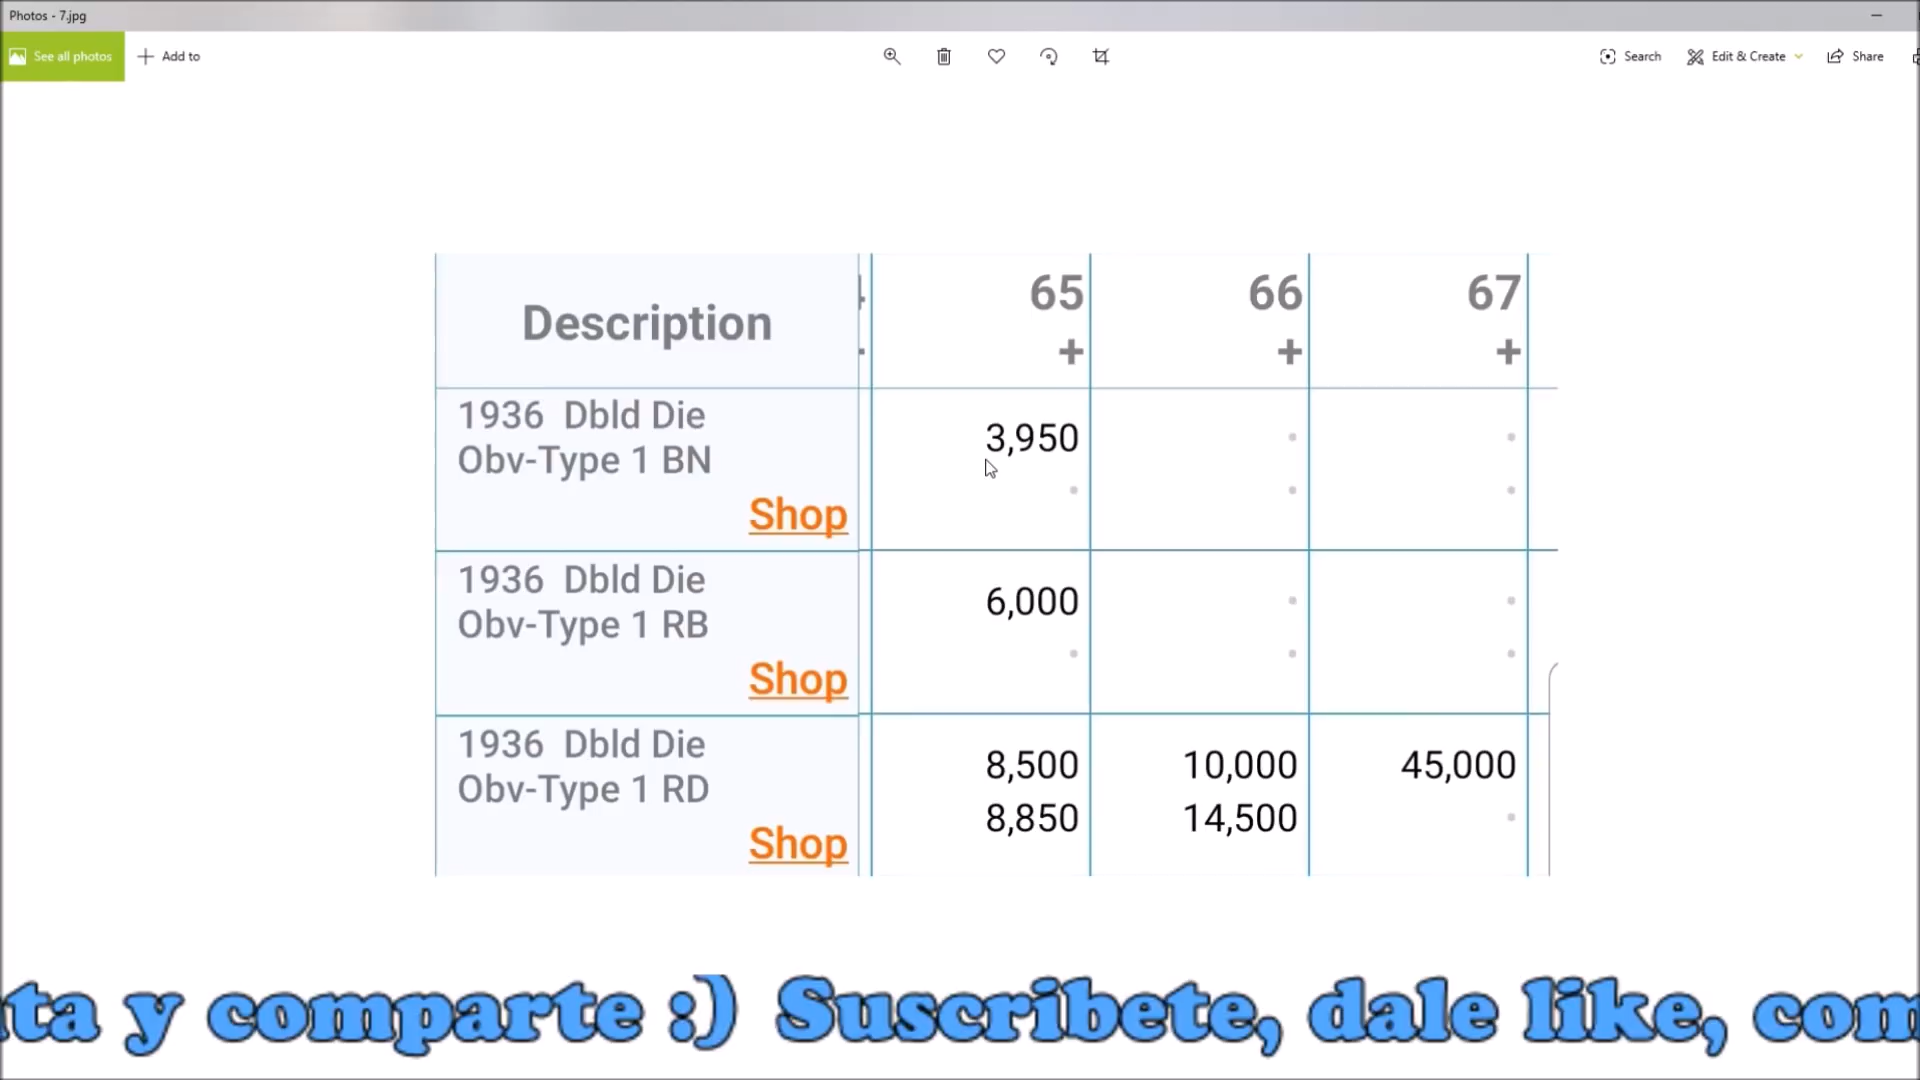 Photos - 7.jpg
See all photos
Add to
Search
Edit & Create
Share
Description
65
66
67
+
+
+
1936 Dbld Die
Obv-Type 1 BN
3,950
Shop
1936 Dbld Die
Obv-Type 1 RB
6,000
Shop
1936 Dbld Die
Obv-Type 1 RD
8,500 10,000 45,000
8,850 14,500
Shop
ta y comparte :) Suscribete, dale like, com